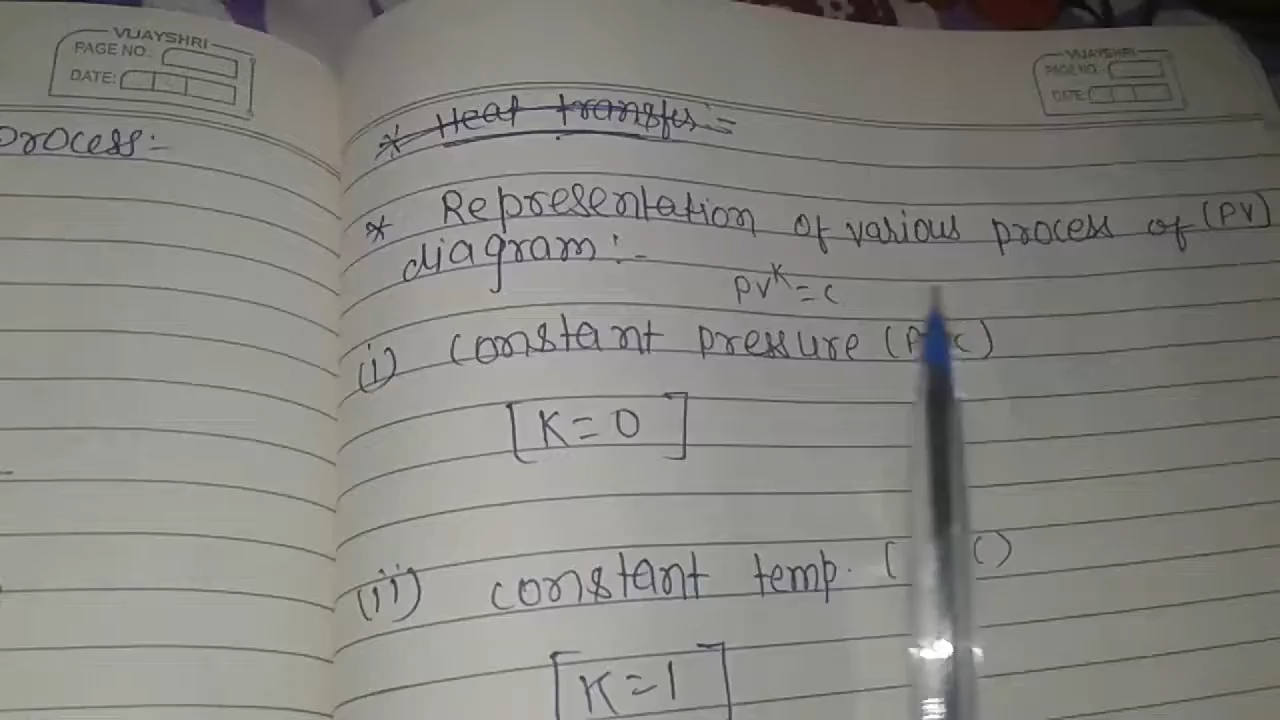 VIJAYSHRI
PAGE NO.
DATE:
process:-
VIJAYSHRI
PAGE NO.
DATE:
* Heat transfer:-
* Representation of various process of (PV)
diagram:-
PV^K=C
(i) constant pressure (P C)
[K=0]
(ii) constant temp. ( C)
[K=1]